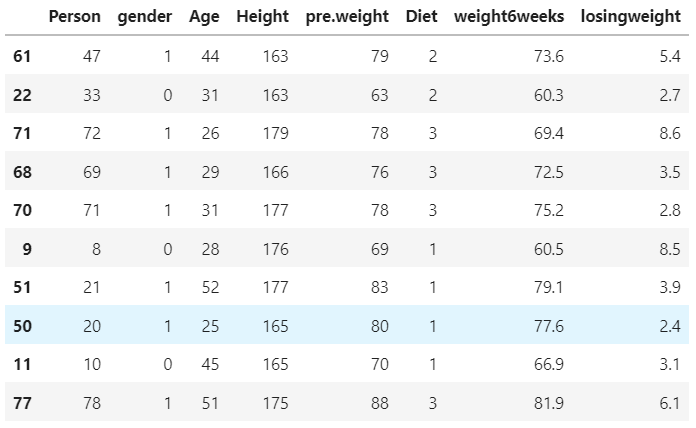 Person gender Age Height pre.weight Diet weight6weeks losingweight
61 47 1 44 163 79 2 73.6 5.4
22 33 0 31 163 63 2 60.3 2.7
71 72 1 26 179 78 3 69.4 8.6
68 69 1 29 166 76 3 72.5 3.5
70 71 1 31 177 78 3 75.2 2.8
9 8 0 28 176 69 1 60.5 8.5
51 21 1 52 177 83 1 79.1 3.9
50 20 1 25 165 80 1 77.6 2.4
11 10 0 45 165 70 1 66.9 3.1
77 78 1 51 175 88 3 81.9 6.1